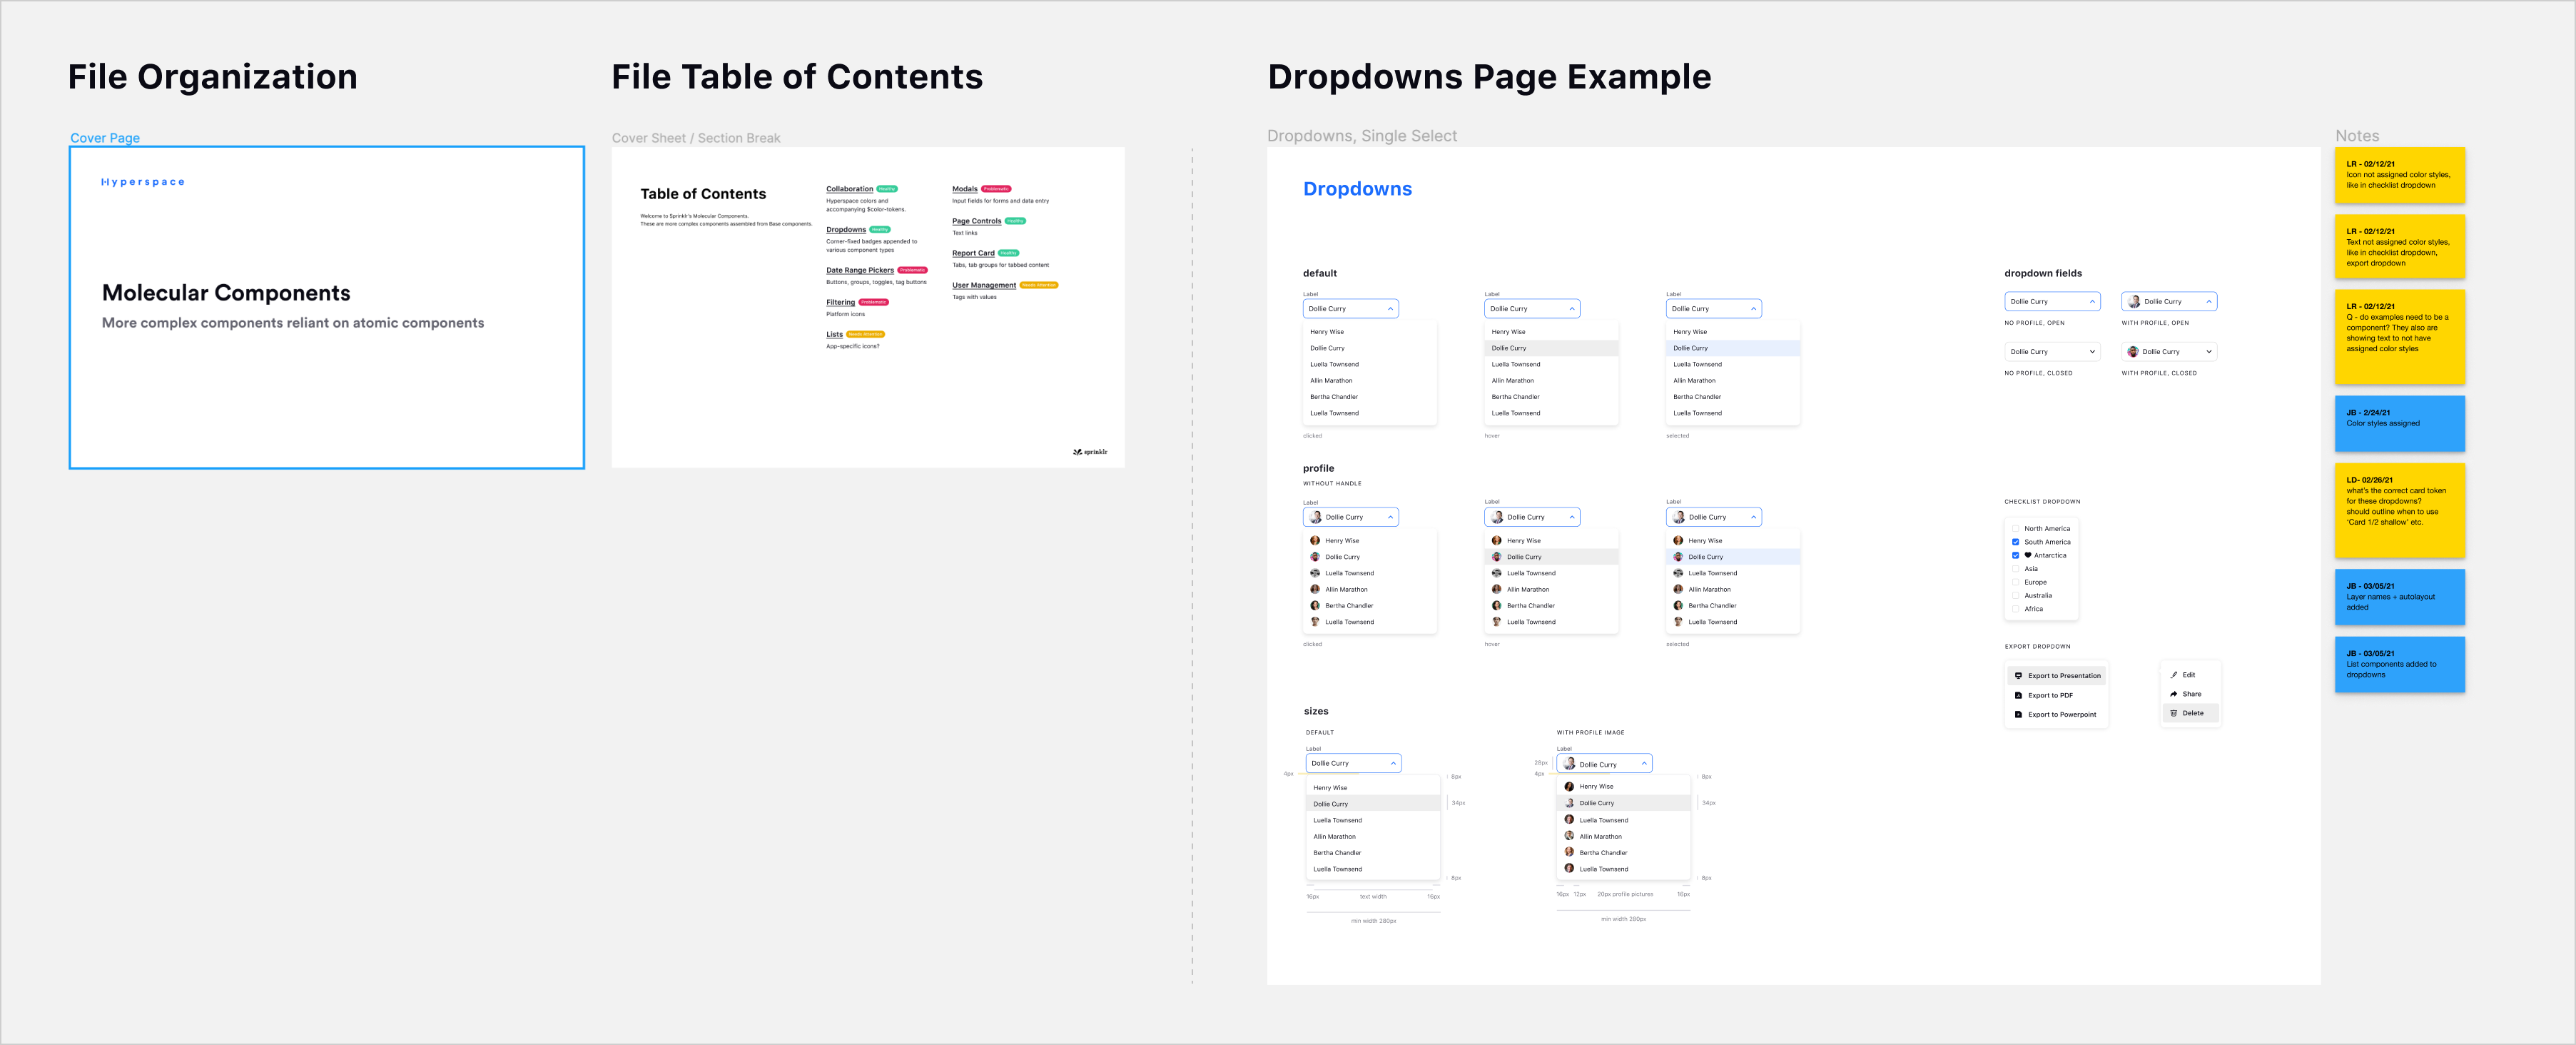 File Organization
Cover Page
Hyperspace
Molecular Components
More complex components reliant on atomic components
File Table of Contents
Cover Sheet / Section Break
Table of Contents
Welcome to Sprinklr's Molecular Components.
These are more complex components assembled from Base components.
Collaboration Healthy
Hyperspace colors and
accompanying $color-tokens.
Dropdowns Healthy
Corner-fixed badges appended to
various component types
Date Range Pickers Problematic
Buttons, groups, toggles, tag buttons
Filtering Problematic
Platform icons
Lists Needs Attention
App-specific icons?
Modals Problematic
Input fields for forms and data entry
Page Controls Healthy
Text links
Report Card Healthy
Tabs, tab groups for tabbed content
User Management Needs Attention
Tags with values
sprinklr
Dropdowns Page Example
Dropdowns, Single Select
Dropdowns
default
Label
Dollie Curry
Henry Wise
Dollie Curry
Luella Townsend
Allin Marathon
Bertha Chandler
Luella Townsend
clicked
Label
Dollie Curry
Henry Wise
Dollie Curry
Luella Townsend
Allin Marathon
Bertha Chandler
Luella Townsend
hover
Label
Dollie Curry
Henry Wise
Dollie Curry
Luella Townsend
Allin Marathon
Bertha Chandler
Luella Townsend
selected
profile
WITHOUT HANDLE
Label
Dollie Curry
Henry Wise
Dollie Curry
Luella Townsend
Allin Marathon
Bertha Chandler
Luella Townsend
clicked
Label
Dollie Curry
Henry Wise
Dollie Curry
Luella Townsend
Allin Marathon
Bertha Chandler
Luella Townsend
hover
Label
Dollie Curry
Henry Wise
Dollie Curry
Luella Townsend
Allin Marathon
Bertha Chandler
Luella Townsend
selected
sizes
DEFAULT
Label
Dollie Curry
4px
8px
Henry Wise
Dollie Curry
34px
Luella Townsend
Allin Marathon
Bertha Chandler
Luella Townsend
8px
16px text width 16px
min width 280px
WITH PROFILE IMAGE
Label
28px
Dollie Curry
4px
8px
Henry Wise
Dollie Curry
34px
Luella Townsend
Allin Marathon
Bertha Chandler
Luella Townsend
8px
16px 12px 20px profile pictures 16px
min width 280px
dropdown fields
Dollie Curry
NO PROFILE, OPEN
Dollie Curry
WITH PROFILE, OPEN
Dollie Curry
NO PROFILE, CLOSED
Dollie Curry
WITH PROFILE, CLOSED
CHECKLIST DROPDOWN
North America
South America
Antarctica
Asia
Europe
Australia
Africa
EXPORT DROPDOWN
Export to Presentation
Export to PDF
Export to Powerpoint
Edit
Share
Delete
Notes
LR - 02/12/21
Icon not assigned color styles,
like in checklist dropdown
LR - 02/12/21
Text not assigned color styles,
like in checklist dropdown,
export dropdown
LR - 02/12/21
Q - do examples need to be a
component? They also are
showing text to not have
assigned color styles
JB - 2/24/21
Color styles assigned
LD- 02/26/21
what's the correct card token
for these dropdowns?
should outline when to use
'Card 1/2 shallow' etc.
JB - 03/05/21
Layer names + autolayout
added
JB - 03/05/21
List components added to
dropdowns